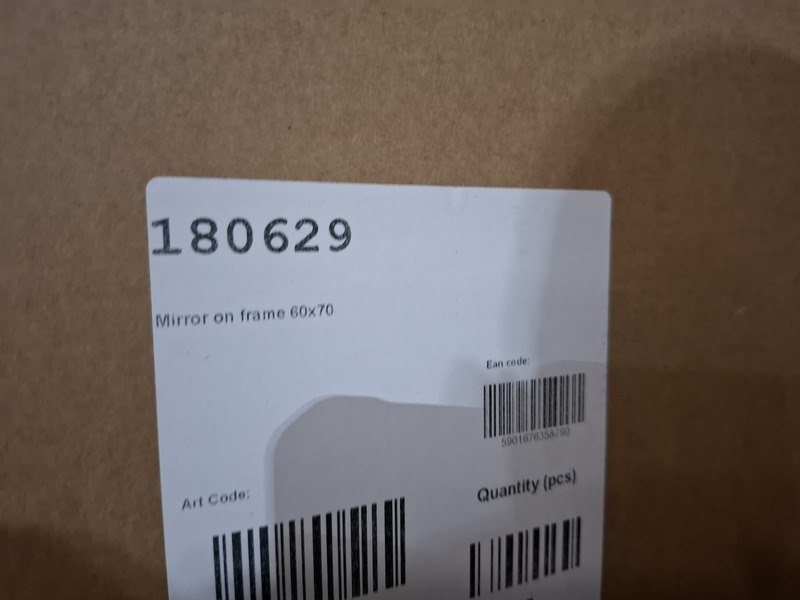 180629
Mirror on frame 60x70
Ean code:
5901676358790
Quantity (pcs)
Art Code: